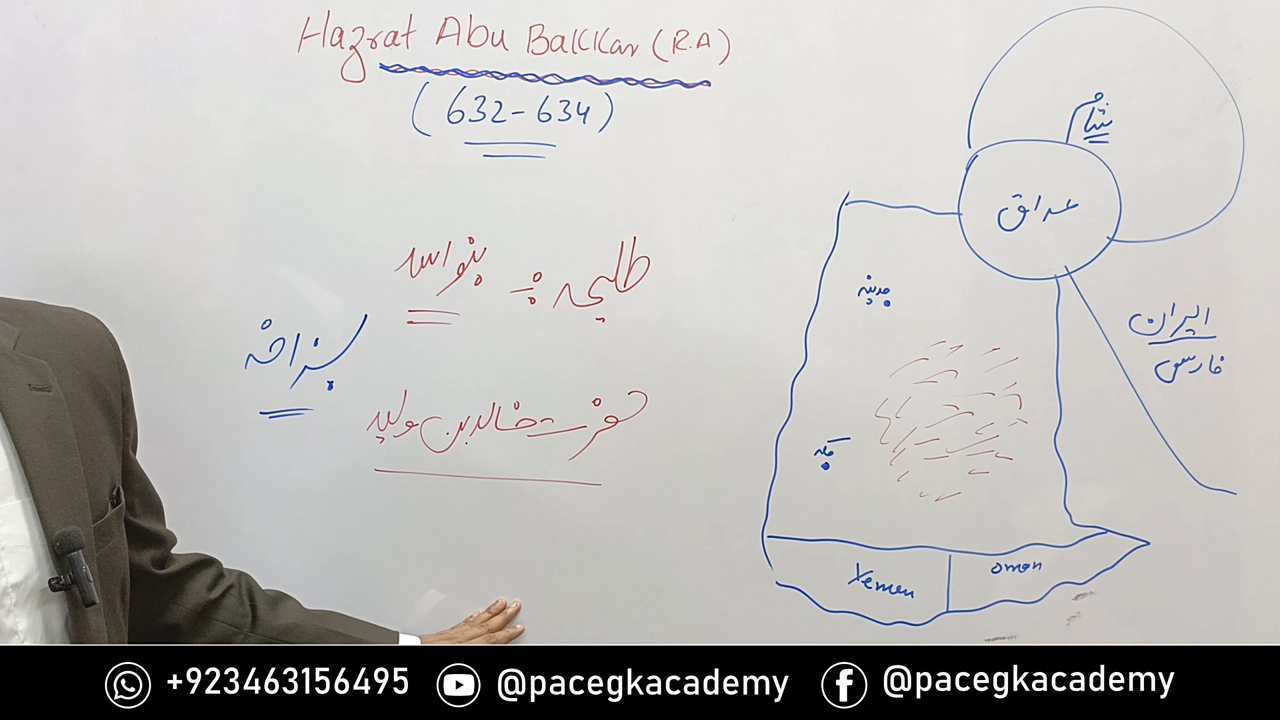 Hazrat Abu Bakkar (R.A)
(632-634)
طلیحہ ÷ بنو اسد
بزاخہ
حضرت خالد بن ولید
شام
عراق
مدینہ
ایران
فارس
مکہ
Yemen
Oman
+923463156495 @pacegkacademy @pacegkacademy